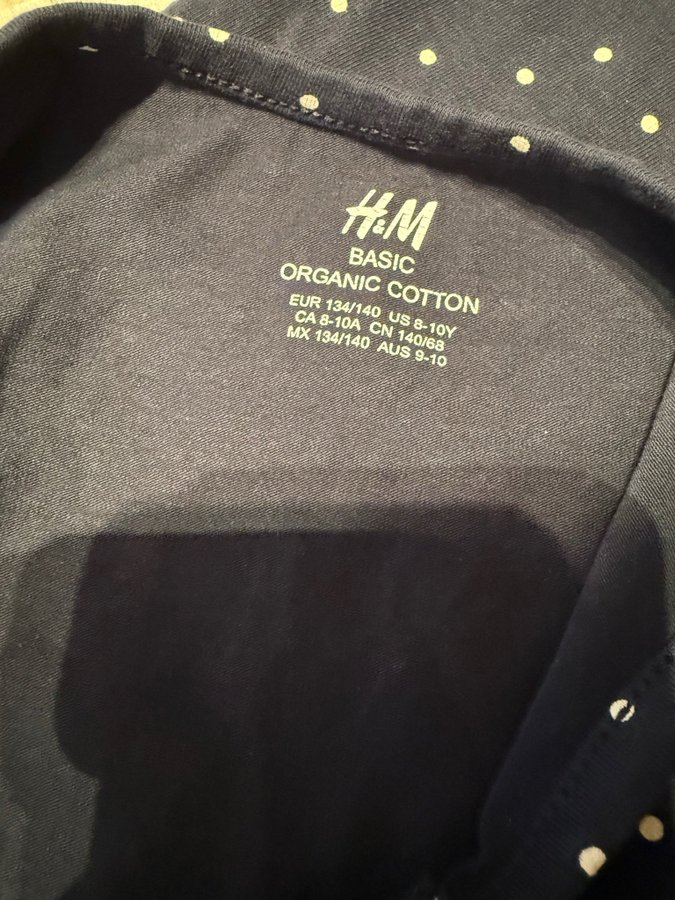 H&M
BASIC
ORGANIC COTTON
EUR 134/140 US 8-10Y
CA 8-10A CN 140/68
MX 134/140 AUS 9-10